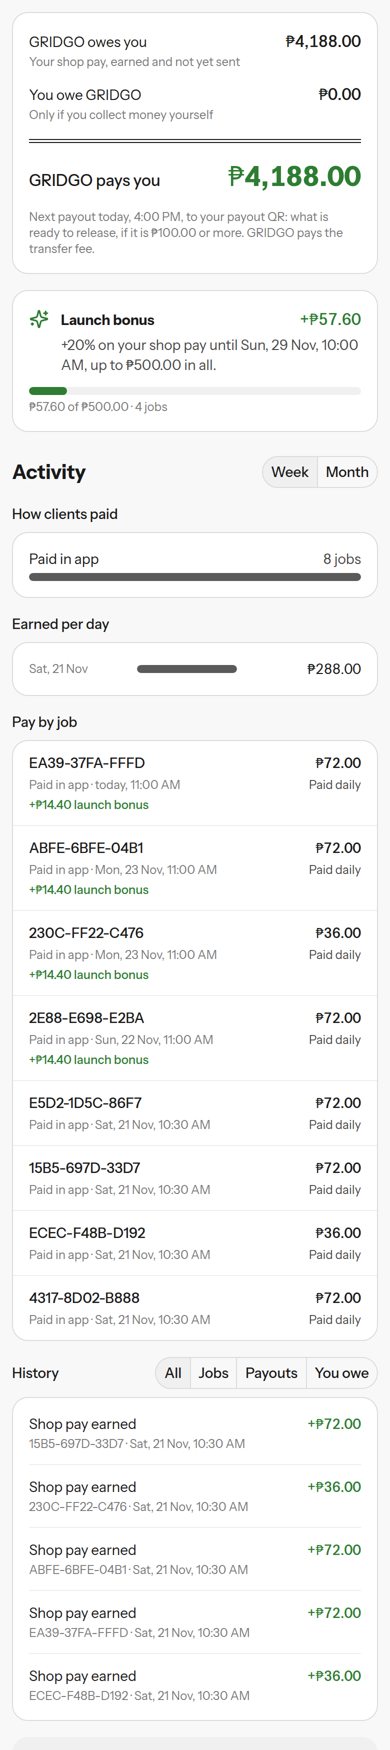 GRIDGO owes you ₱4,188.00
Your shop pay, earned and not yet sent
You owe GRIDGO ₱0.00
Only if you collect money yourself
GRIDGO pays you ₱4,188.00
Next payout today, 4:00 PM, to your payout QR: what is
ready to release, if it is ₱100.00 or more. GRIDGO pays the
transfer fee.
Launch bonus +₱57.60
+20% on your shop pay until Sun, 29 Nov, 10:00
AM, up to ₱500.00 in all.
₱57.60 of ₱500.00 · 4 jobs
Activity Week Month
How clients paid
Paid in app 8 jobs
Earned per day
Sat, 21 Nov ₱288.00
Pay by job
EA39-37FA-FFFD ₱72.00
Paid in app · today, 11:00 AM Paid daily
+₱14.40 launch bonus
ABFE-6BFE-04B1 ₱72.00
Paid in app · Mon, 23 Nov, 11:00 AM Paid daily
+₱14.40 launch bonus
230C-FF22-C476 ₱36.00
Paid in app · Mon, 23 Nov, 11:00 AM Paid daily
+₱14.40 launch bonus
2E88-E698-E2BA ₱72.00
Paid in app · Sun, 22 Nov, 11:00 AM Paid daily
+₱14.40 launch bonus
E5D2-1D5C-86F7 ₱72.00
Paid in app · Sat, 21 Nov, 10:30 AM Paid daily
15B5-697D-33D7 ₱72.00
Paid in app · Sat, 21 Nov, 10:30 AM Paid daily
ECEC-F48B-D192 ₱36.00
Paid in app · Sat, 21 Nov, 10:30 AM Paid daily
4317-8D02-B888 ₱72.00
Paid in app · Sat, 21 Nov, 10:30 AM Paid daily
History All Jobs Payouts You owe
Shop pay earned +₱72.00
15B5-697D-33D7 · Sat, 21 Nov, 10:30 AM
Shop pay earned +₱36.00
230C-FF22-C476 · Sat, 21 Nov, 10:30 AM
Shop pay earned +₱72.00
ABFE-6BFE-04B1 · Sat, 21 Nov, 10:30 AM
Shop pay earned +₱72.00
EA39-37FA-FFFD · Sat, 21 Nov, 10:30 AM
Shop pay earned +₱36.00
ECEC-F48B-D192 · Sat, 21 Nov, 10:30 AM